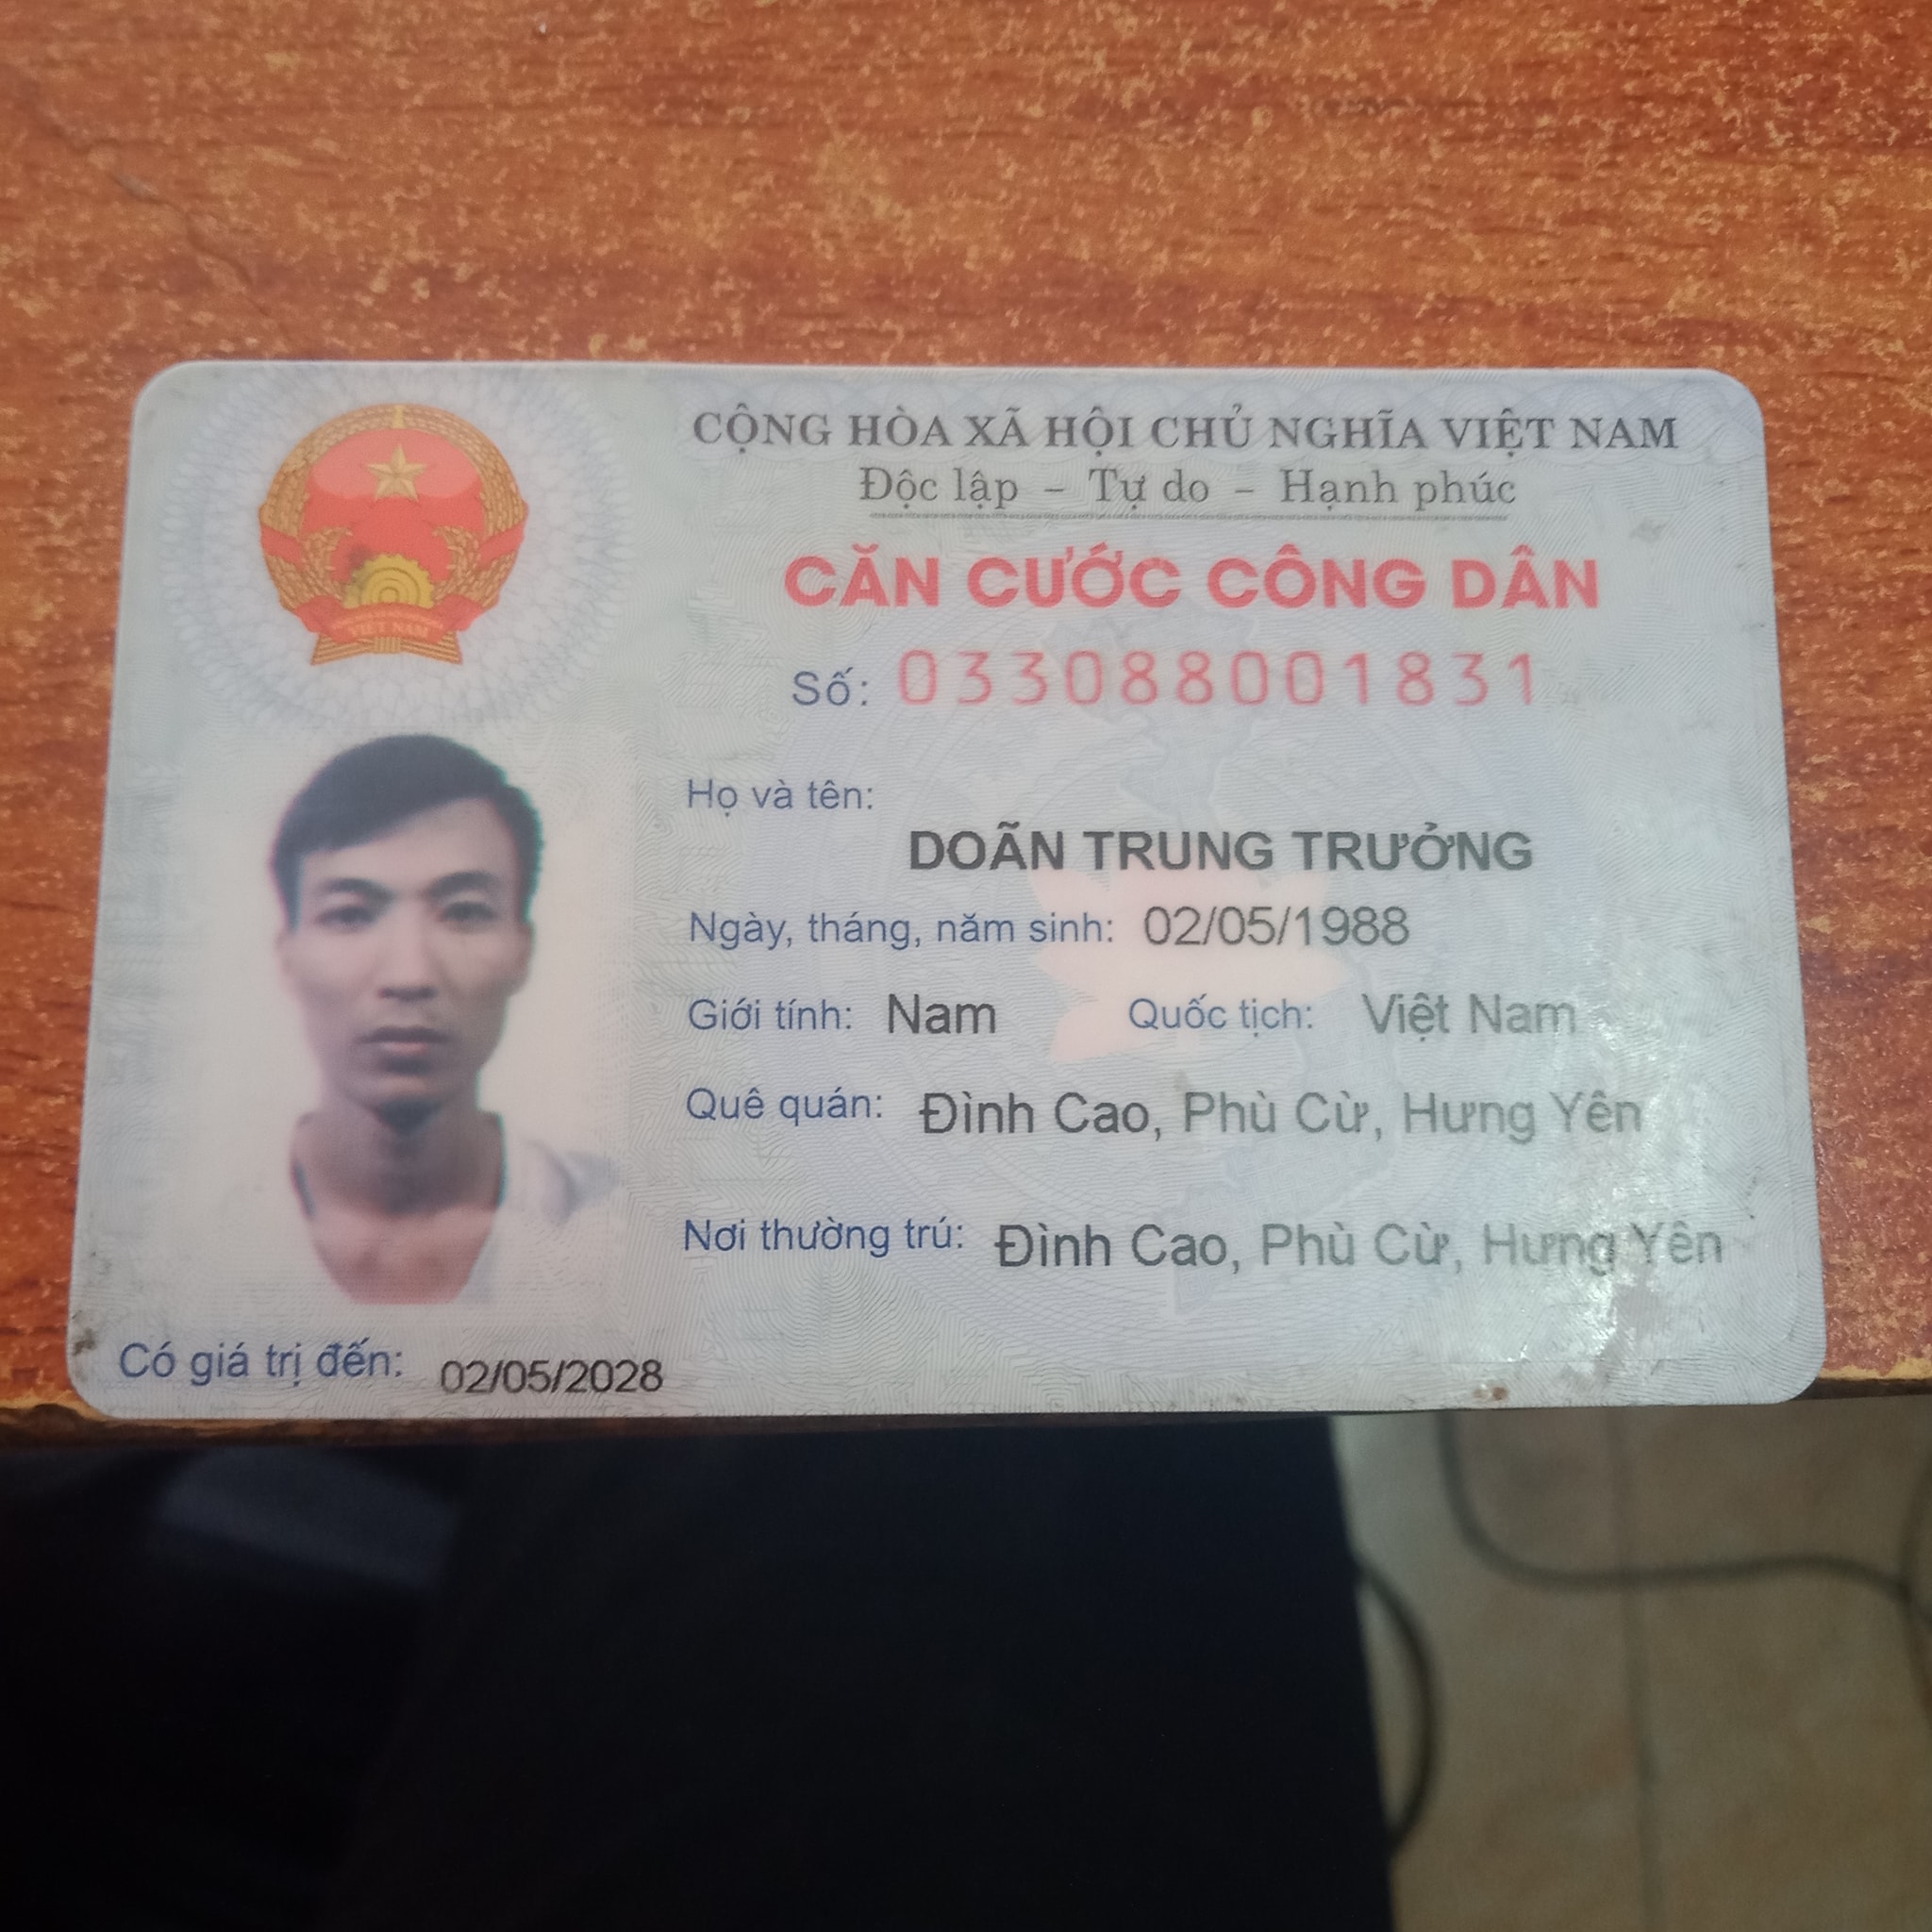 CỘNG HÒA XÃ HỘI CHỦ NGHĨA VIỆT NAM
Độc lập – Tự do – Hạnh phúc
CĂN CƯỚC CÔNG DÂN
Số: 033088001831
Họ và tên:
DOÃN TRUNG TRƯỞNG
Ngày, tháng, năm sinh: 02/05/1988
Giới tính: Nam Quốc tịch: Việt Nam
Quê quán: Đình Cao, Phù Cừ, Hưng Yên
Nơi thường trú: Đình Cao, Phù Cừ, Hưng Yên
Có giá trị đến: 02/05/2028
VIỆT NAM